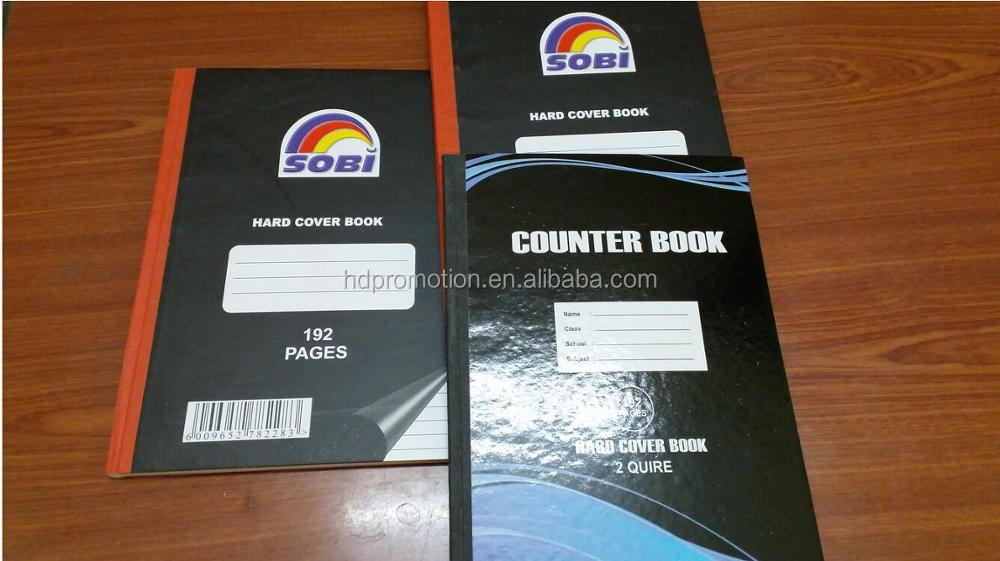 SOBI
HARD COVER BOOK
192
PAGES
6009652782283>
SOBI
HARD COVER BOOK
COUNTER BOOK
Name :
Class :
School :
Subject :
PAGES
HARD COVER BOOK
2 QUIRE
hdpromotion.en.alibaba.com